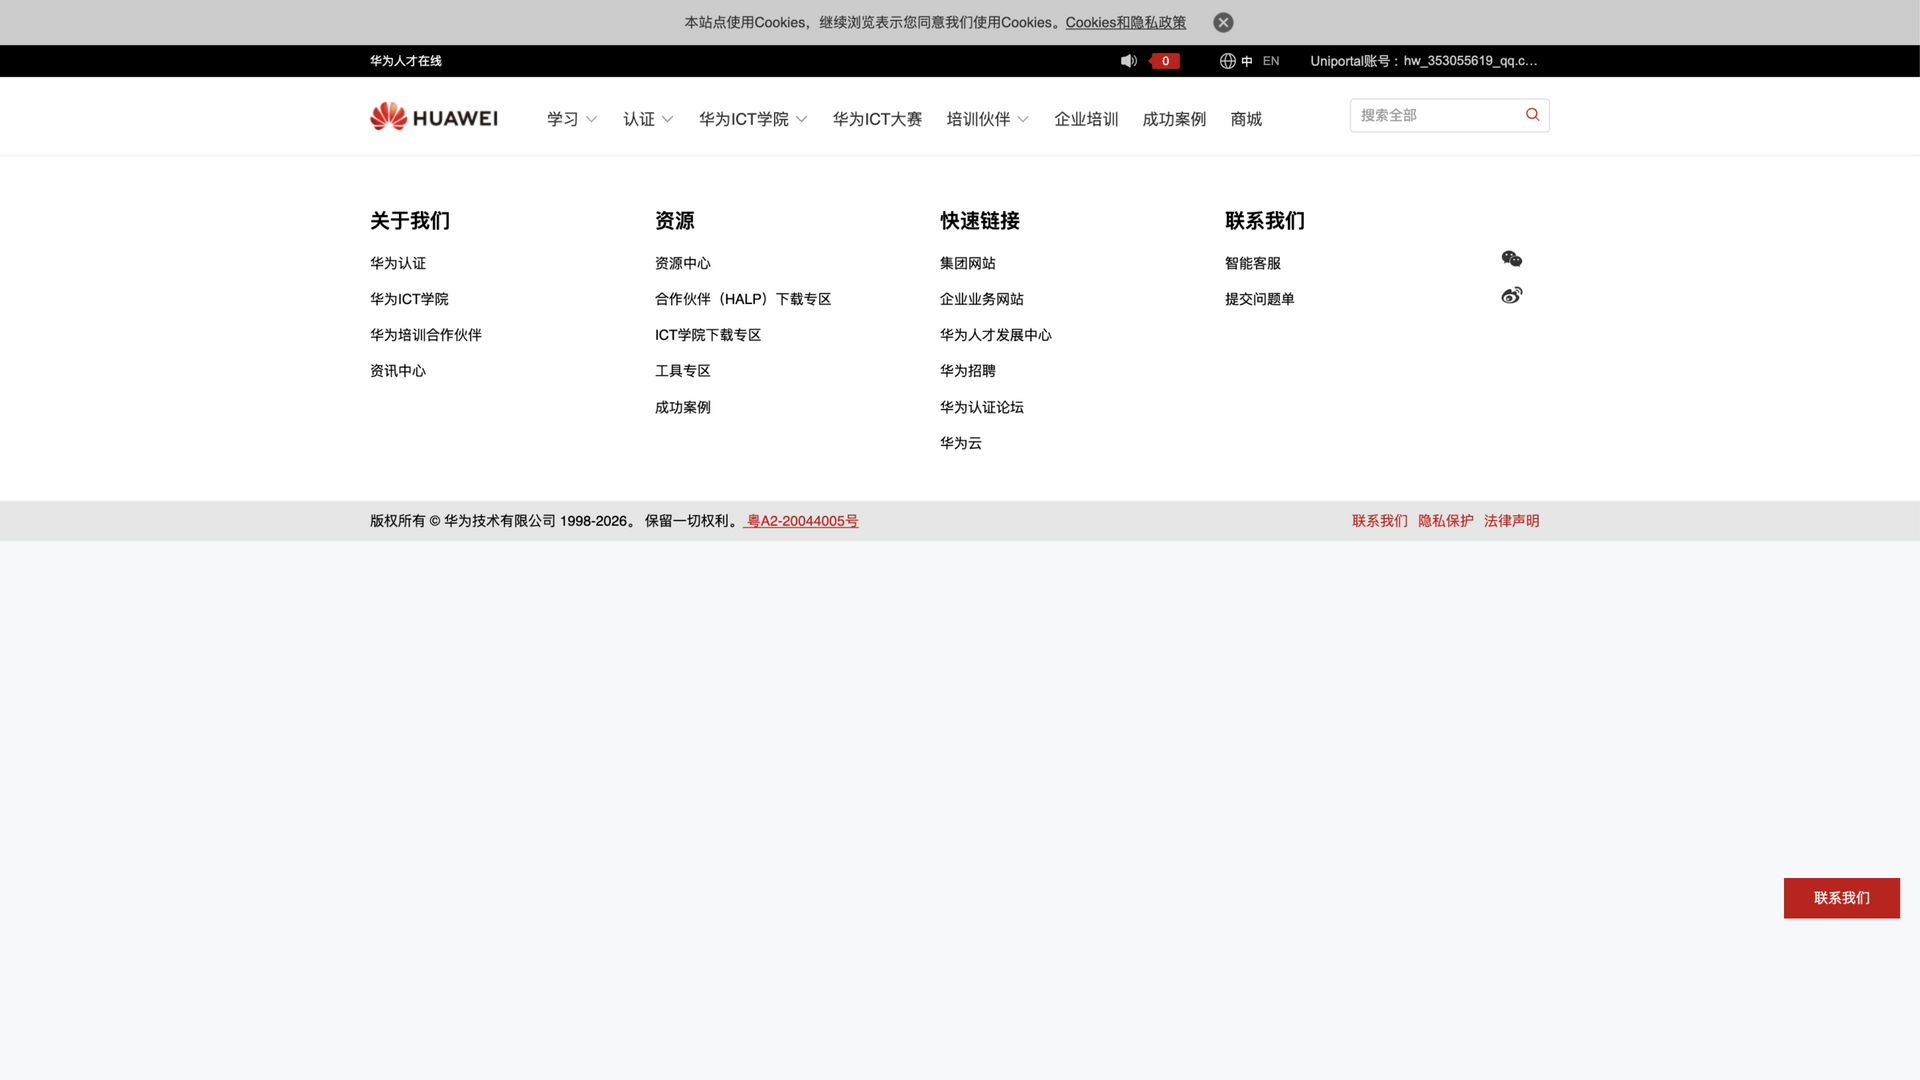 本站点使用Cookies，继续浏览表示您同意我们使用Cookies。Cookies和隐私政策
华为人才在线
0
中 EN
Uniportal账号 : hw_353055619_qq.c...
HUAWEI
学习
认证
华为ICT学院
华为ICT大赛
培训伙伴
企业培训
成功案例
商城
搜索全部
关于我们
华为认证
华为ICT学院
华为培训合作伙伴
资讯中心
资源
资源中心
合作伙伴（HALP）下载专区
ICT学院下载专区
工具专区
成功案例
快速链接
集团网站
企业业务网站
华为人才发展中心
华为招聘
华为认证论坛
华为云
联系我们
智能客服
提交问题单
版权所有 © 华为技术有限公司 1998-2026。 保留一切权利。 粤A2-20044005号
联系我们 隐私保护 法律声明
联系我们